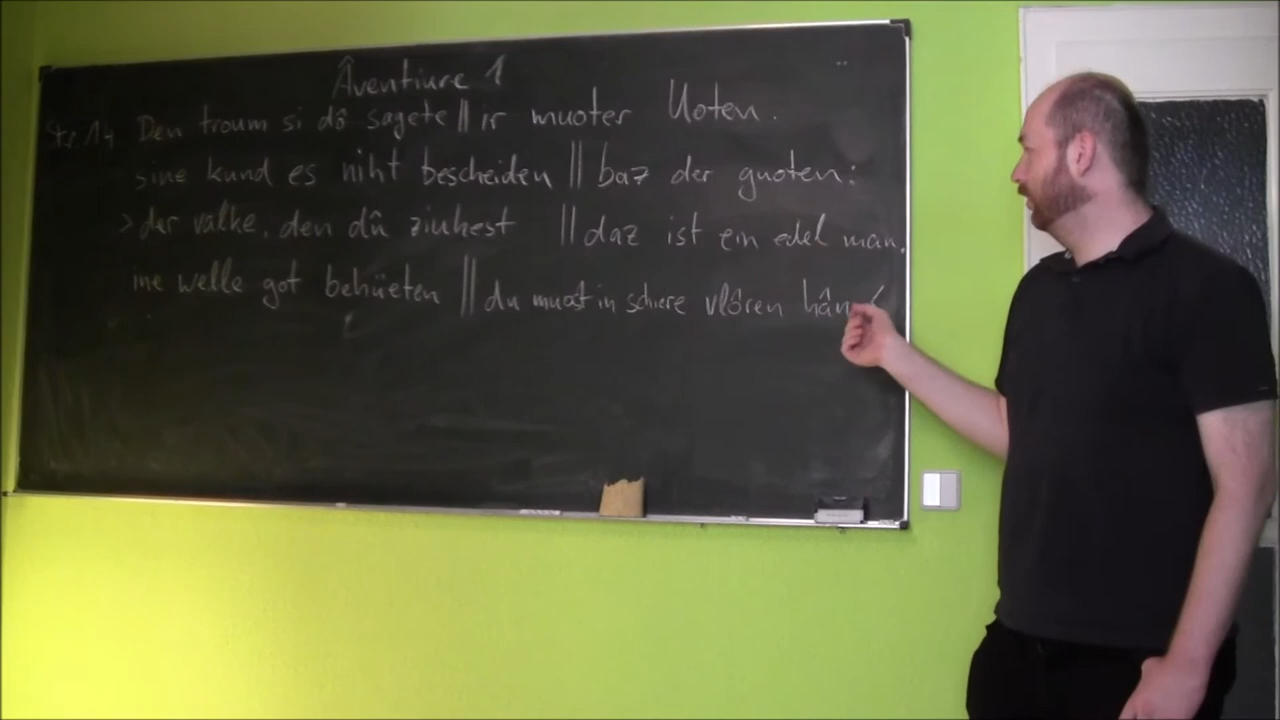 Âventiure 1
Str. 14 Den troum si dô sagete || ir muoter Uoten.
sine kund es niht bescheiden || baz der guoten:
>der valke, den dû ziuhest || daz ist ein edel man,
ine welle got behüeten || du muost in schiere vlôren hân<